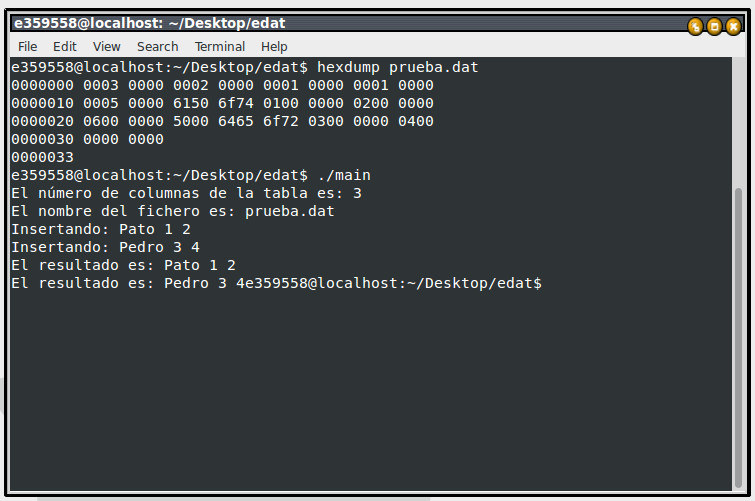 e359558@localhost: ~/Desktop/edat
File Edit View Search Terminal Help
e359558@localhost:~/Desktop/edat$ hexdump prueba.dat
0000000 0003 0000 0002 0000 0001 0000 0001 0000
0000010 0005 0000 6150 6f74 0100 0000 0200 0000
0000020 0600 0000 5000 6465 6f72 0300 0000 0400
0000030 0000 0000
0000033
e359558@localhost:~/Desktop/edat$ ./main
El número de columnas de la tabla es: 3
El nombre del fichero es: prueba.dat
Insertando: Pato 1 2
Insertando: Pedro 3 4
El resultado es: Pato 1 2
El resultado es: Pedro 3 4e359558@localhost:~/Desktop/edat$